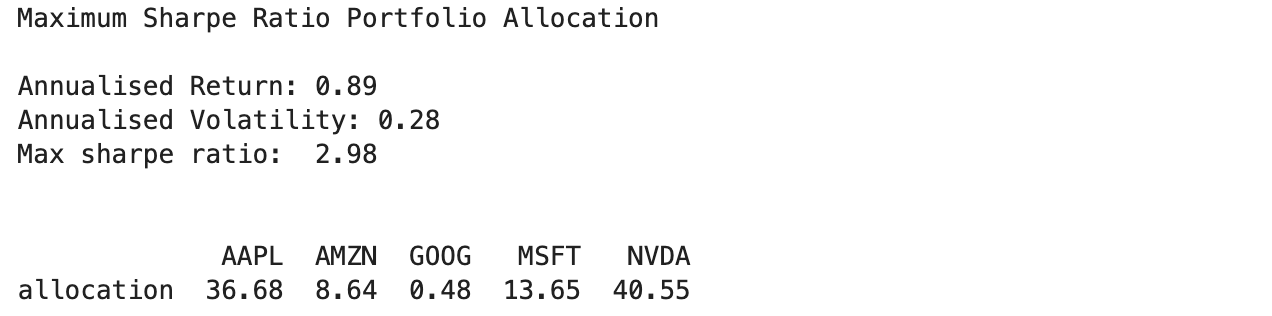 Maximum Sharpe Ratio Portfolio Allocation
Annualised Return: 0.89
Annualised Volatility: 0.28
Max sharpe ratio:  2.98
AAPL  AMZN  GOOG   MSFT   NVDA
allocation  36.68  8.64  0.48  13.65  40.55